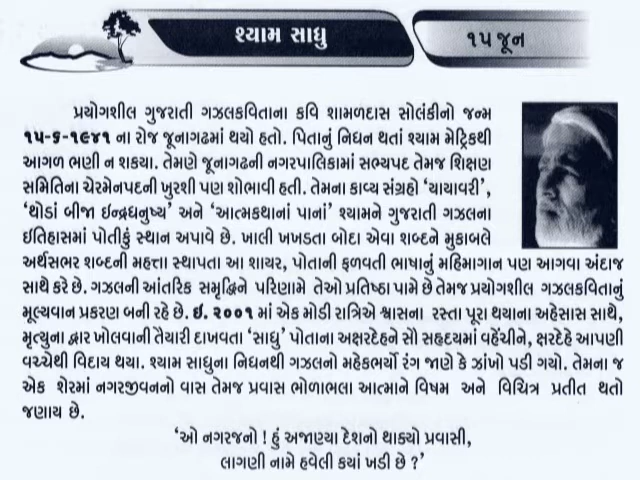 શ્યામ સાધુ
૧૫ જૂન
પ્રયોગશીલ ગુજરાતી ગઝલકવિતાના કવિ શામળદાસ સોલંકીનો જન્મ
૧૫-૬-૧૯૪૧ ના રોજ જૂનાગઢમાં થયો હતો. પિતાનું નિધન થતાં શ્યામ મેટ્રિકથી
આગળ ભણી ન શકયા. તેમણે જૂનાગઢની નગરપાલિકામાં સભ્યપદ તેમજ શિક્ષણ
સમિતિના ચેરમેનપદની ખુરશી પણ શોભાવી હતી. તેમના કાવ્ય સંગ્રહો ‘યાયાવરી’,
‘થોડાં બીજા ઇન્દ્રધનુષ્ય’ અને ‘આત્મકથાનાં પાનાં’ શ્યામને ગુજરાતી ગઝલના
ઈતિહાસમાં પોતીકું સ્થાન અપાવે છે. ખાલી ખખડતા બોદા એવા શબ્દને મુકાબલે
અર્થસભર શબ્દની મહત્તા સ્થાપતા આ શાયર, પોતાની ફળવતી ભાષાનું મહિમાગાન પણ આગવા અંદાજ
સાથે કરે છે. ગઝલની આંતરિક સમૃદ્ધિને પરિણામે તેઓ પ્રતિષ્ઠા પામે છે તેમજ પ્રયોગશીલ ગઝલકવિતાનું
મૂલ્યવાન પ્રકરણ બની રહે છે. ઇ. ૨૦૦૧ માં એક મોડી રાત્રિએ શ્વાસના રસ્તા પૂરા થયાના અહેસાસ સાથે,
મૃત્યુના દ્વાર ખોલવાની તૈયારી દાખવતા ‘સાધુ’ પોતાના અક્ષરદેહને સૌ સહૃદયમાં વહેંચીને, ક્ષરદેહે આપણી
વચ્ચેથી વિદાય થયા. શ્યામ સાધુના નિધનથી ગઝલનો મહેકભર્યો રંગ જાણે કે ઝાંખો પડી ગયો. તેમના જ
એક શેરમાં નગરજીવનનો વાસ તેમજ પ્રવાસ ભોળાભલા આત્માને વિષમ અને વિચિત્ર પ્રતીત થતો
જણાય છે.
‘ઓ નગરજનો ! હું અજાણ્યા દેશનો થાક્યો પ્રવાસી,
લાગણી નામે હવેલી કયાં ખડી છે ?’